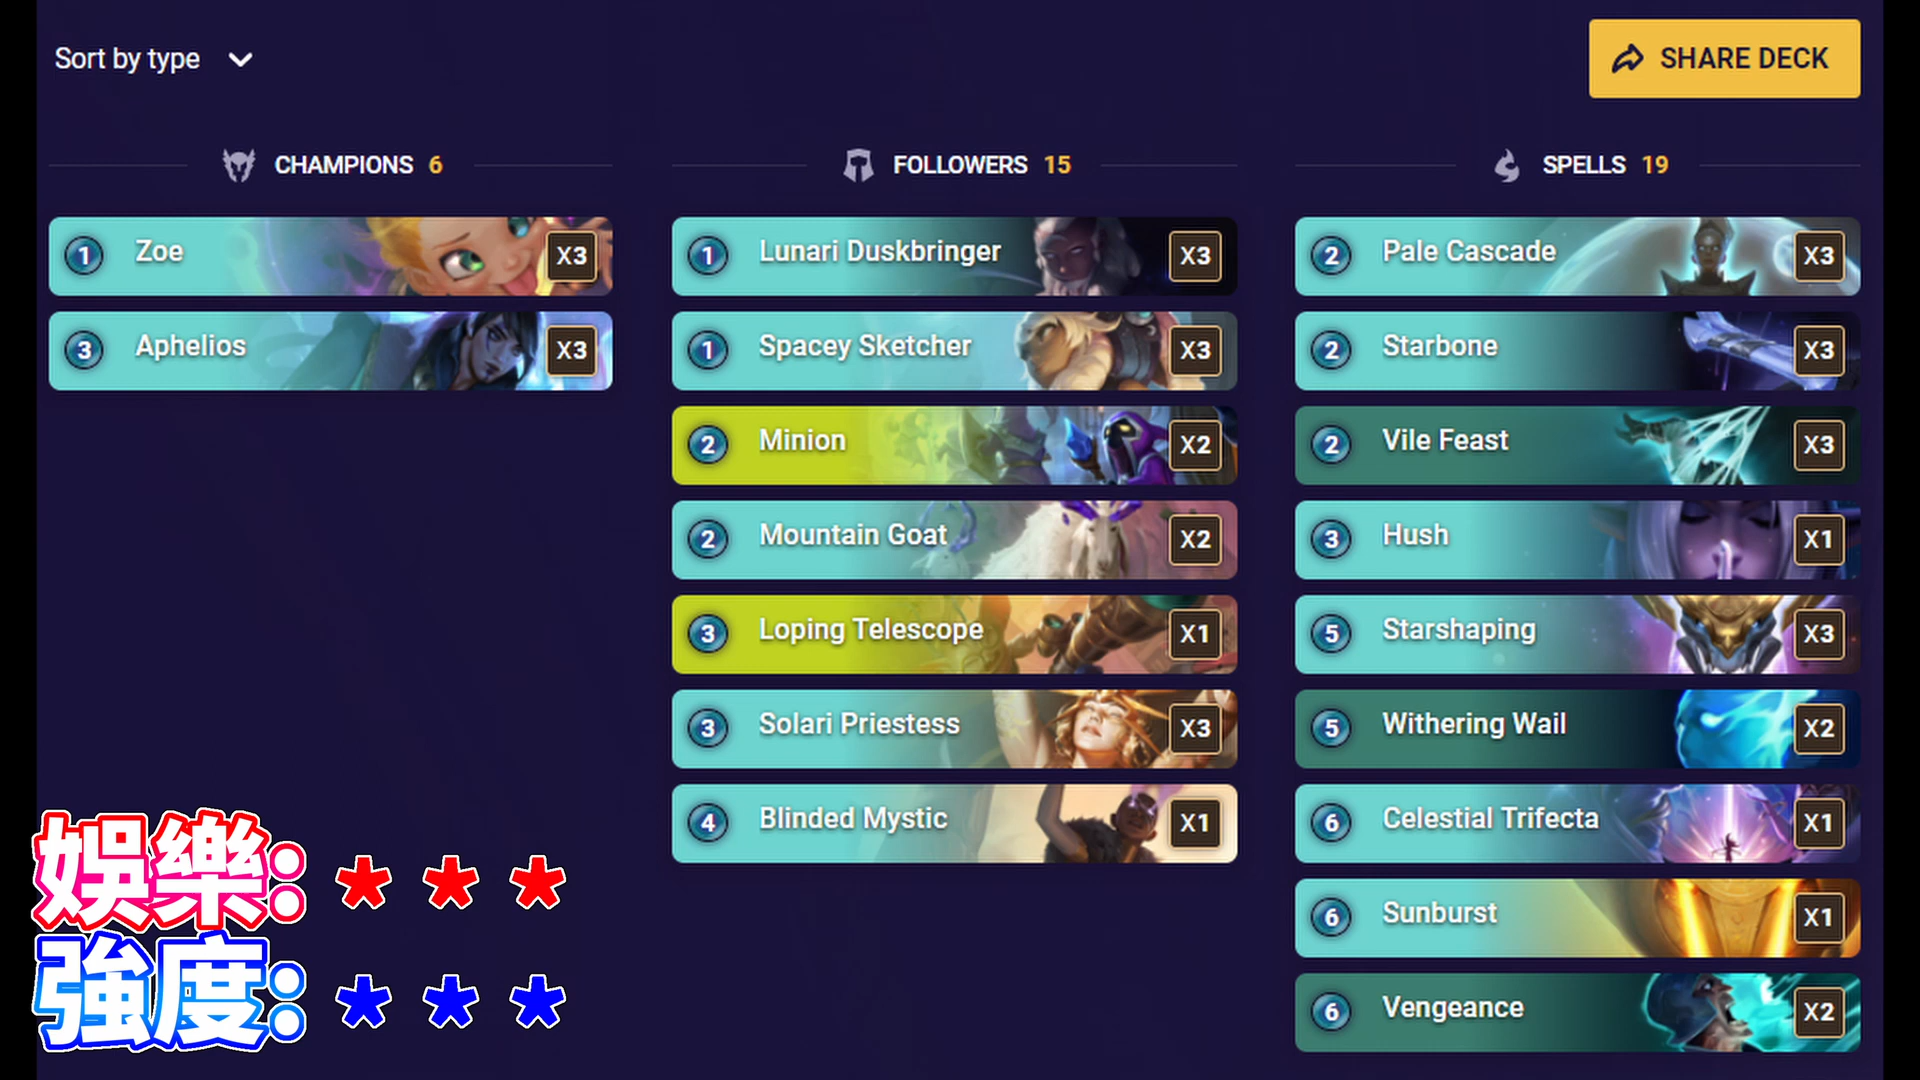 Sort by type
SHARE DECK
CHAMPIONS 6
1 Zoe X3
3 Aphelios X3
FOLLOWERS 15
1 Lunari Duskbringer X3
1 Spacey Sketcher X3
2 Minion X2
2 Mountain Goat X2
3 Loping Telescope X1
3 Solari Priestess X3
4 Blinded Mystic X1
SPELLS 19
2 Pale Cascade X3
2 Starbone X3
2 Vile Feast X3
3 Hush X1
5 Starshaping X3
5 Withering Wail X2
6 Celestial Trifecta X1
6 Sunburst X1
6 Vengeance X2
娛樂: * * *
強度: * * *